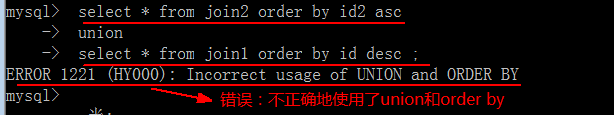 mysql> select * from join2 order by id2 asc
-> union
-> select * from join1 order by id desc ;
ERROR 1221 (HY000): Incorrect usage of UNION and ORDER BY
mysql>
错误：不正确地使用了union和order by